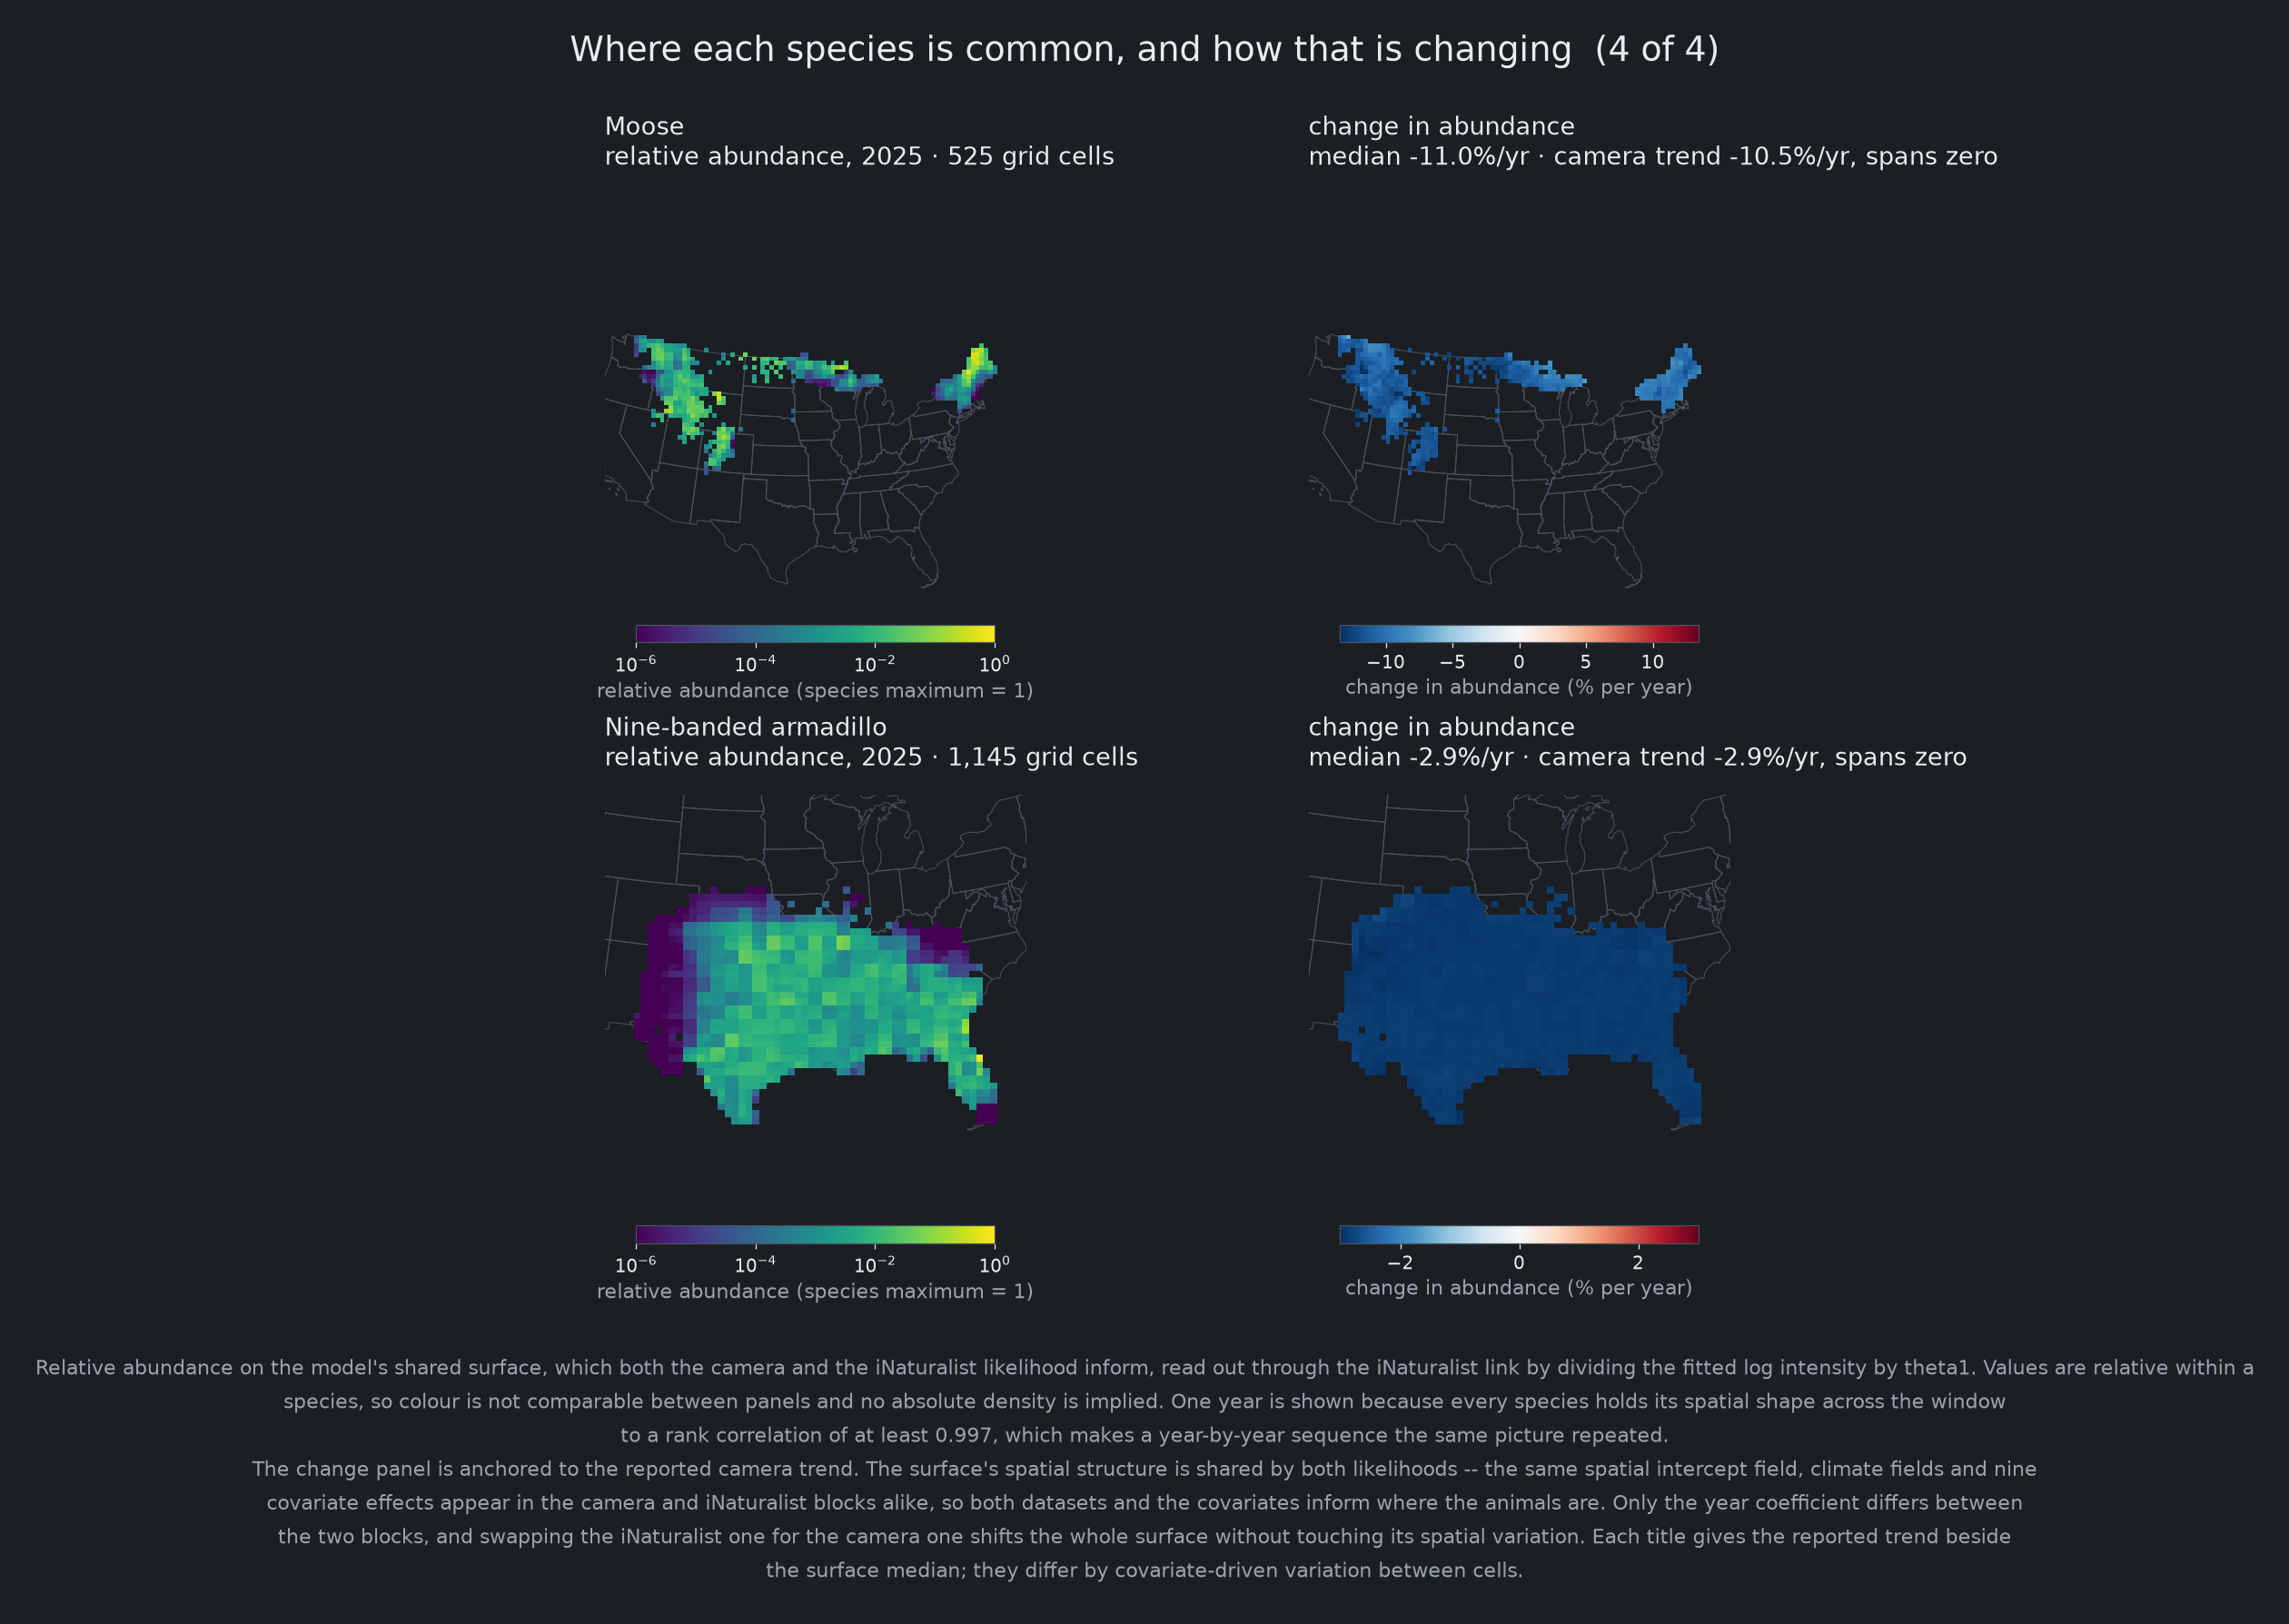 Where each species is common, and how that is changing  (4 of 4)
Moose
relative abundance, 2025 · 525 grid cells
change in abundance
median -11.0%/yr · camera trend -10.5%/yr, spans zero
10⁻⁶ 10⁻⁴ 10⁻² 10⁰
relative abundance (species maximum = 1)
−10 −5 0 5 10
change in abundance (% per year)
Nine-banded armadillo
relative abundance, 2025 · 1,145 grid cells
change in abundance
median -2.9%/yr · camera trend -2.9%/yr, spans zero
10⁻⁶ 10⁻⁴ 10⁻² 10⁰
relative abundance (species maximum = 1)
−2 0 2
change in abundance (% per year)
Relative abundance on the model's shared surface, which both the camera and the iNaturalist likelihood inform, read out through the iNaturalist link by dividing the fitted log intensity by theta1. Values are relative within a
species, so colour is not comparable between panels and no absolute density is implied. One year is shown because every species holds its spatial shape across the window
to a rank correlation of at least 0.997, which makes a year-by-year sequence the same picture repeated.
The change panel is anchored to the reported camera trend. The surface's spatial structure is shared by both likelihoods -- the same spatial intercept field, climate fields and nine
covariate effects appear in the camera and iNaturalist blocks alike, so both datasets and the covariates inform where the animals are. Only the year coefficient differs between
the two blocks, and swapping the iNaturalist one for the camera one shifts the whole surface without touching its spatial variation. Each title gives the reported trend beside
the surface median; they differ by covariate-driven variation between cells.